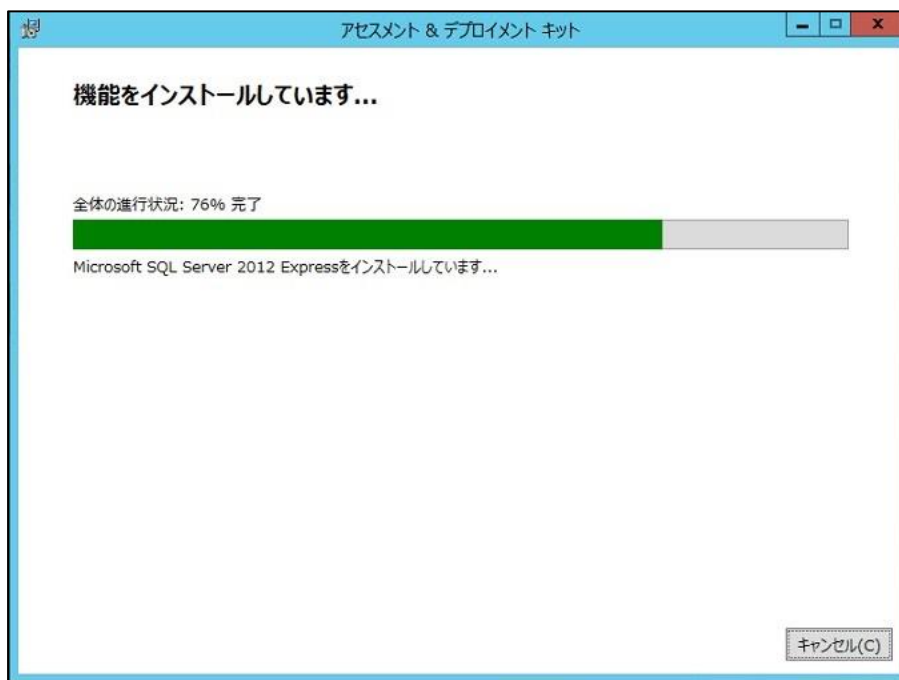 アセスメント & デプロイメント キット
機能をインストールしています...
全体の進行状況: 76% 完了
Microsoft SQL Server 2012 Expressをインストールしています...
キャンセル(C)